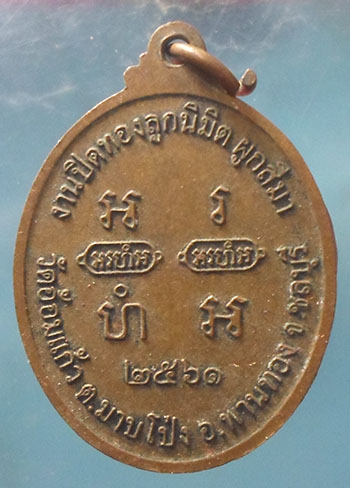 งานปิดทองลูกนิมิต ผูกสีมา
๒๕๖๑
วัดอ้อมแก้ว ต.มาบโป่ง อ.พานทอง จ.ชลบุรี